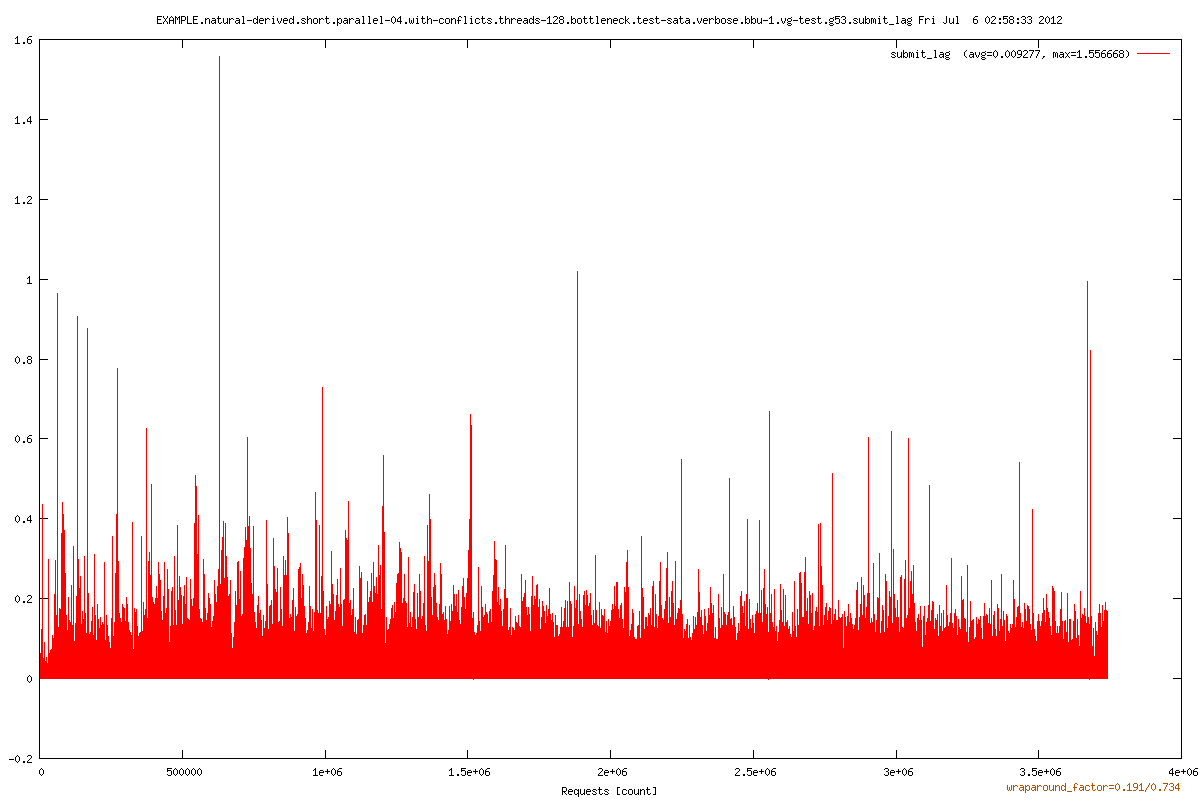 EXAMPLE.natural-derived.short.parallel-04.with-conflicts.threads-128.bottleneck.test-sata.verbose.bbu-1.vg-test.g53.submit_lag Fri Jul  6 02:58:33 2012
submit_lag  (avg=0.009277, max=1.556668)
1.6
1.4
1.2
1
0.8
0.6
0.4
0.2
0
-0.2
0 500000 1e+06 1.5e+06 2e+06 2.5e+06 3e+06 3.5e+06 4e+06
Requests [count]
wraparound_factor=0.191/0.734